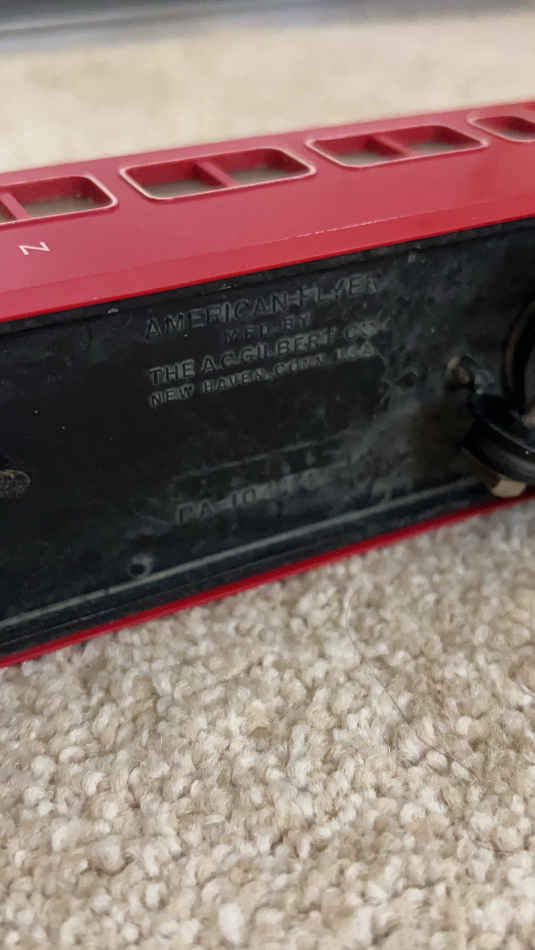 N
AMERICAN FLYER
MFD. BY
THE A.C. GILBERT CO.
NEW HAVEN, CONN. U.S.A.